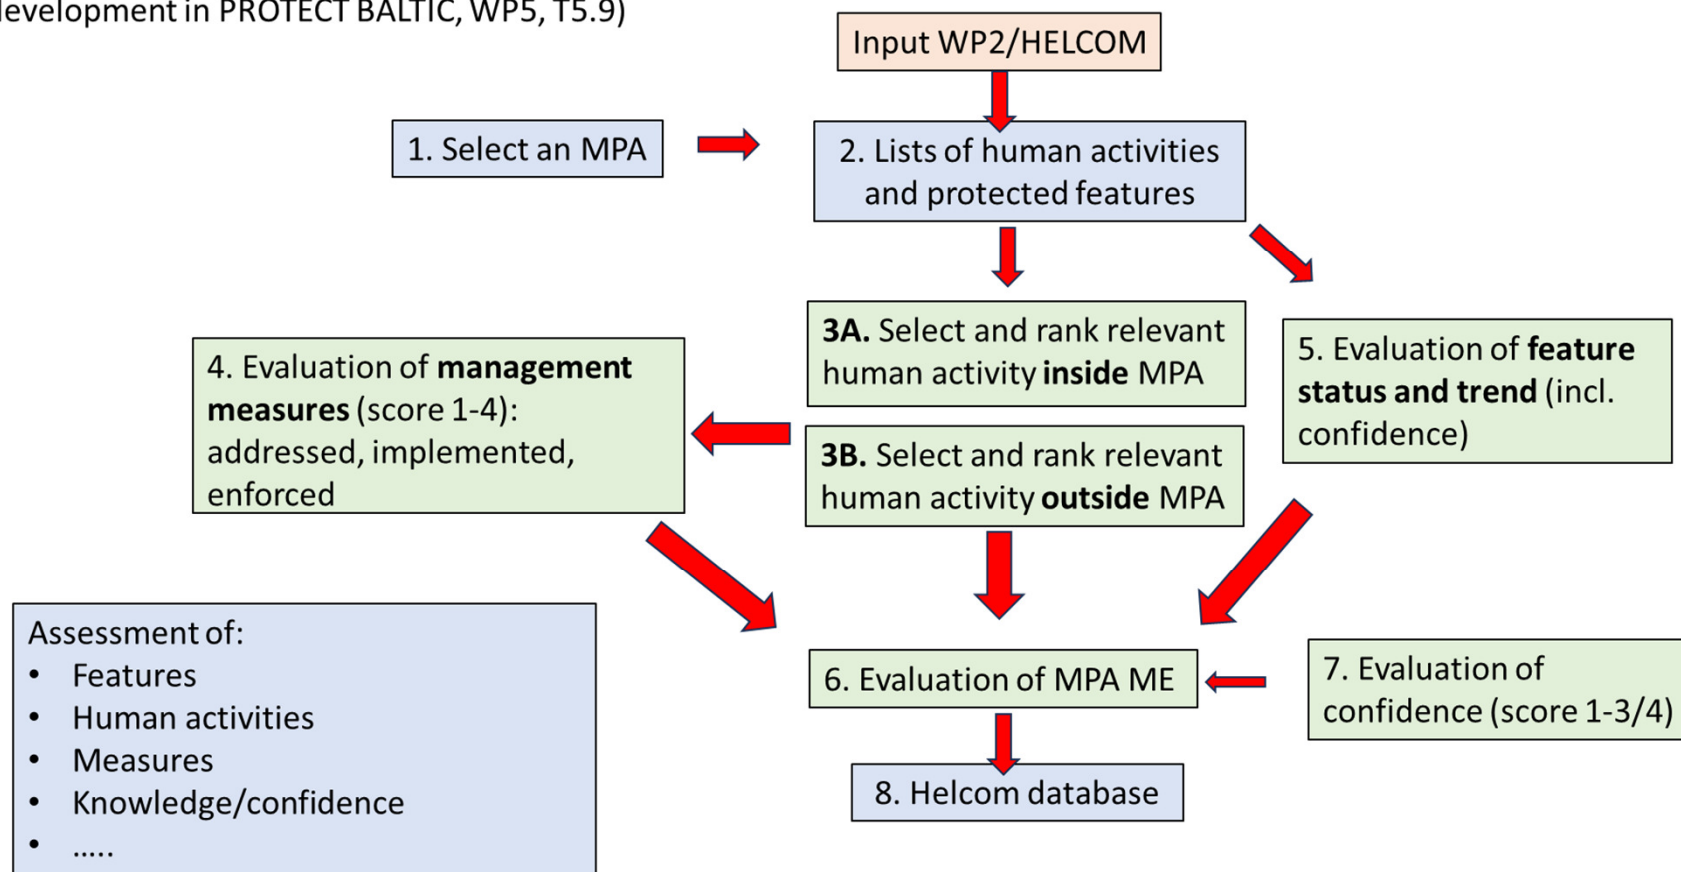 development in PROTECT BALTIC, WP5, T5.9)
Input WP2/HELCOM
1. Select an MPA
2. Lists of human activities
and protected features
3A. Select and rank relevant
human activity inside MPA
3B. Select and rank relevant
human activity outside MPA
4. Evaluation of management
measures (score 1-4):
addressed, implemented,
enforced
5. Evaluation of feature
status and trend (incl.
confidence)
6. Evaluation of MPA ME
7. Evaluation of
confidence (score 1-3/4)
8. Helcom database
Assessment of:
• Features
• Human activities
• Measures
• Knowledge/confidence
• .....